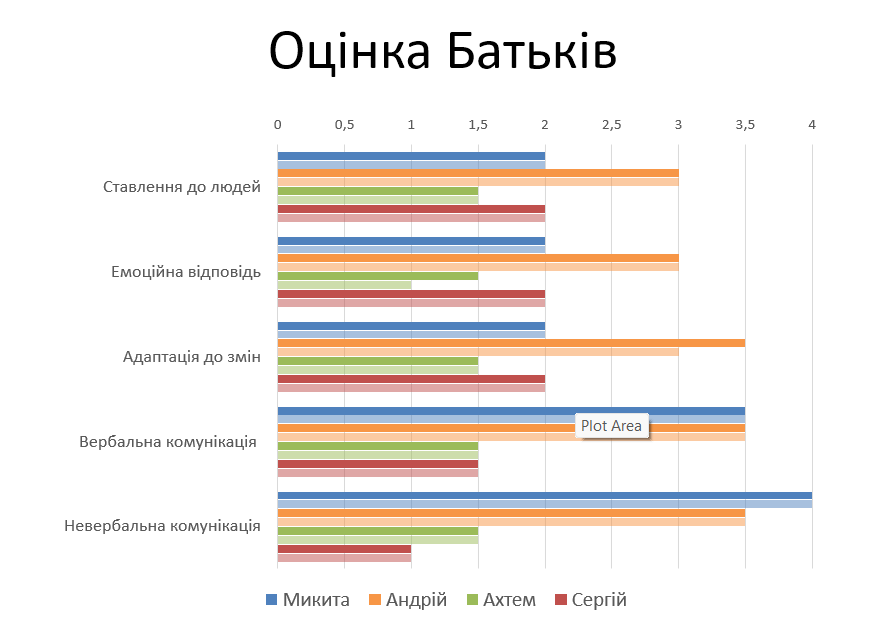 Оцінка Батьків
0 0,5 1 1,5 2 2,5 3 3,5 4
Ставлення до людей
Емоційна відповідь
Адаптація до змін
Вербальна комунікація
Plot Area
Невербальна комунікація
Микита Андрій Ахтем Сергій